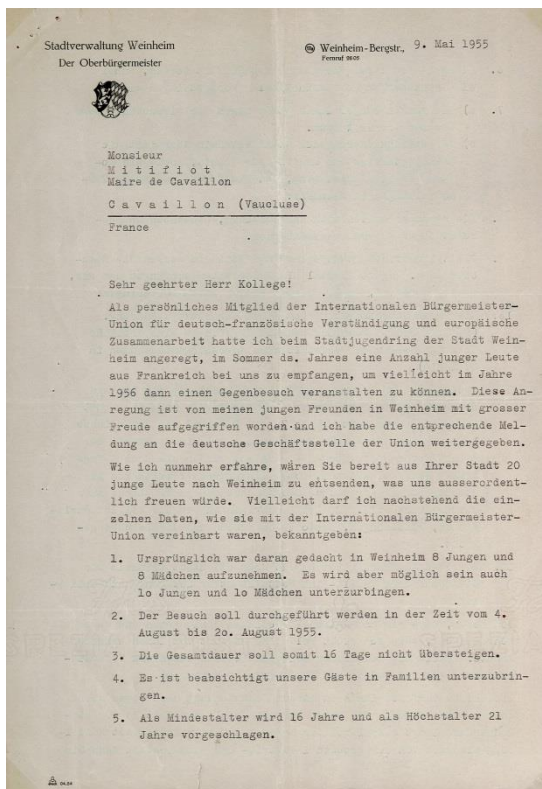 Stadtverwaltung Weinheim
Der Oberbürgermeister
Weinheim-Bergstr., 9. Mai 1955
Fernruf 2605
Monsieur
M i t i f i o t
Maire de Cavaillon
C a v a i l l o n (Vaucluse)
France
Sehr geehrter Herr Kollege!
Als persönliches Mitglied der Internationalen Bürgermeister-
Union für deutsch-französische Verständigung und europäische
Zusammenarbeit hatte ich beim Stadtjugendring der Stadt Wein-
heim angeregt, im Sommer ds. Jahres eine Anzahl junger Leute
aus Frankreich bei uns zu empfangen, um vielleicht im Jahre
1956 dann einen Gegenbesuch veranstalten zu können. Diese An-
regung ist von meinen jungen Freunden in Weinheim mit grosser
Freude aufgegriffen worden und ich habe die entprechende Mel-
dung an die deutsche Geschäftsstelle der Union weitergegeben.
Wie ich nunmehr erfahre, wären Sie bereit aus Ihrer Stadt 20
junge Leute nach Weinheim zu entsenden, was uns ausserordent-
lich freuen würde. Vielleicht darf ich nachstehend die ein-
zelnen Daten, wie sie mit der Internationalen Bürgermeister-
Union vereinbart waren, bekanntgeben:
1. Ursprünglich war daran gedacht in Weinheim 8 Jungen und
8 Mädchen aufzunehmen. Es wird aber möglich sein auch
lo Jungen und lo Mädchen unterzurbingen.
2. Der Besuch soll durchgeführt werden in der Zeit vom 4.
August bis 2o. August 1955.
3. Die Gesamtdauer soll somit 16 Tage nicht übersteigen.
4. Es ist beabsichtigt unsere Gäste in Familien unterzubrin-
gen.
5. Als Mindestalter wird 16 Jahre und als Höchstalter 21
Jahre vorgeschlagen.